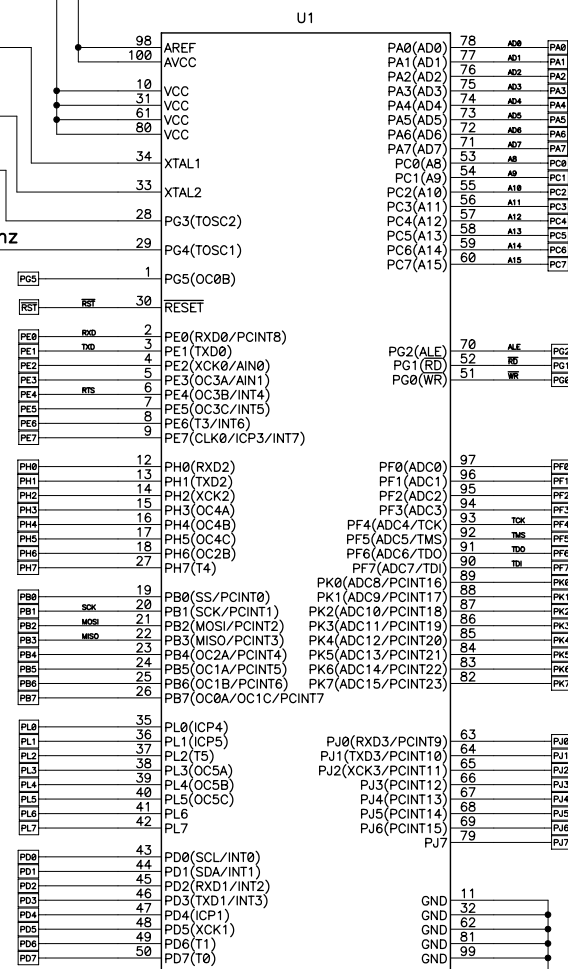 U1
98 AREF PA0(AD0) 78 AD0 PA0
100 AVCC PA1(AD1) 77 AD1 PA1
PA2(AD2) 76 AD2 PA2
10 VCC PA3(AD3) 75 AD3 PA3
31 VCC PA4(AD4) 74 AD4 PA4
61 VCC PA5(AD5) 73 AD5 PA5
80 VCC PA6(AD6) 72 AD6 PA6
PA7(AD7) 71 AD7 PA7
34 XTAL1 PC0(A8) 53 A8 PC0
PC1(A9) 54 A9 PC1
33 XTAL2 PC2(A10) 55 A10 PC2
PC3(A11) 56 A11 PC3
28 PG3(TOSC2) PC4(A12) 57 A12 PC4
PC5(A13) 58 A13 PC5
29 PG4(TOSC1) PC6(A14) 59 A14 PC6
PC7(A15) 60 A15 PC7
PG5 1 PG5(OC0B)
RST RST 30 RESET
PE0 RXD 2 PE0(RXD0/PCINT8)
PE1 TXD 3 PE1(TXD0) PG2(ALE) 70 ALE PG2
PE2 4 PE2(XCK0/AIN0) PG1(RD) 52 RD PG1
PE3 5 PE3(OC3A/AIN1) PG0(WR) 51 WR PG0
PE4 RTS 6 PE4(OC3B/INT4)
PE5 7 PE5(OC3C/INT5)
PE6 8 PE6(T3/INT6)
PE7 9 PE7(CLK0/ICP3/INT7)
PH0 12 PH0(RXD2) PF0(ADC0) 97 PF0
PH1 13 PH1(TXD2) PF1(ADC1) 96 PF1
PH2 14 PH2(XCK2) PF2(ADC2) 95 PF2
PH3 15 PH3(OC4A) PF3(ADC3) 94 PF3
PH4 16 PH4(OC4B) PF4(ADC4/TCK) 93 TCK PF4
PH5 17 PH5(OC4C) PF5(ADC5/TMS) 92 TMS PF5
PH6 18 PH6(OC2B) PF6(ADC6/TDO) 91 TDO PF6
PH7 27 PH7(T4) PF7(ADC7/TDI) 90 TDI PF7
PK0(ADC8/PCINT16) 89 PK0
PB0 19 PB0(SS/PCINT0) PK1(ADC9/PCINT17) 88 PK1
PB1 SCK 20 PB1(SCK/PCINT1) PK2(ADC10/PCINT18) 87 PK2
PB2 MOSI 21 PB2(MOSI/PCINT2) PK3(ADC11/PCINT19) 86 PK3
PB3 MISO 22 PB3(MISO/PCINT3) PK4(ADC12/PCINT20) 85 PK4
PB4 23 PB4(OC2A/PCINT4) PK5(ADC13/PCINT21) 84 PK5
PB5 24 PB5(OC1A/PCINT5) PK6(ADC14/PCINT22) 83 PK6
PB6 25 PB6(OC1B/PCINT6) PK7(ADC15/PCINT23) 82 PK7
PB7 26 PB7(OC0A/OC1C/PCINT7
PL0 35 PL0(ICP4)
PL1 36 PL1(ICP5) PJ0(RXD3/PCINT9) 63 PJ0
PL2 37 PL2(T5) PJ1(TXD3/PCINT10) 64 PJ1
PL3 38 PL3(OC5A) PJ2(XCK3/PCINT11) 65 PJ2
PL4 39 PL4(OC5B) PJ3(PCINT12) 66 PJ3
PL5 40 PL5(OC5C) PJ4(PCINT13) 67 PJ4
PL6 41 PL6 PJ5(PCINT14) 68 PJ5
PL7 42 PL7 PJ6(PCINT15) 69 PJ6
PJ7 79 PJ7
PD0 43 PD0(SCL/INT0)
PD1 44 PD1(SDA/INT1)
PD2 45 PD2(RXD1/INT2)
PD3 46 PD3(TXD1/INT3) GND 11
PD4 47 PD4(ICP1) GND 32
PD5 48 PD5(XCK1) GND 62
PD6 49 PD6(T1) GND 81
PD7 50 PD7(T0) GND 99